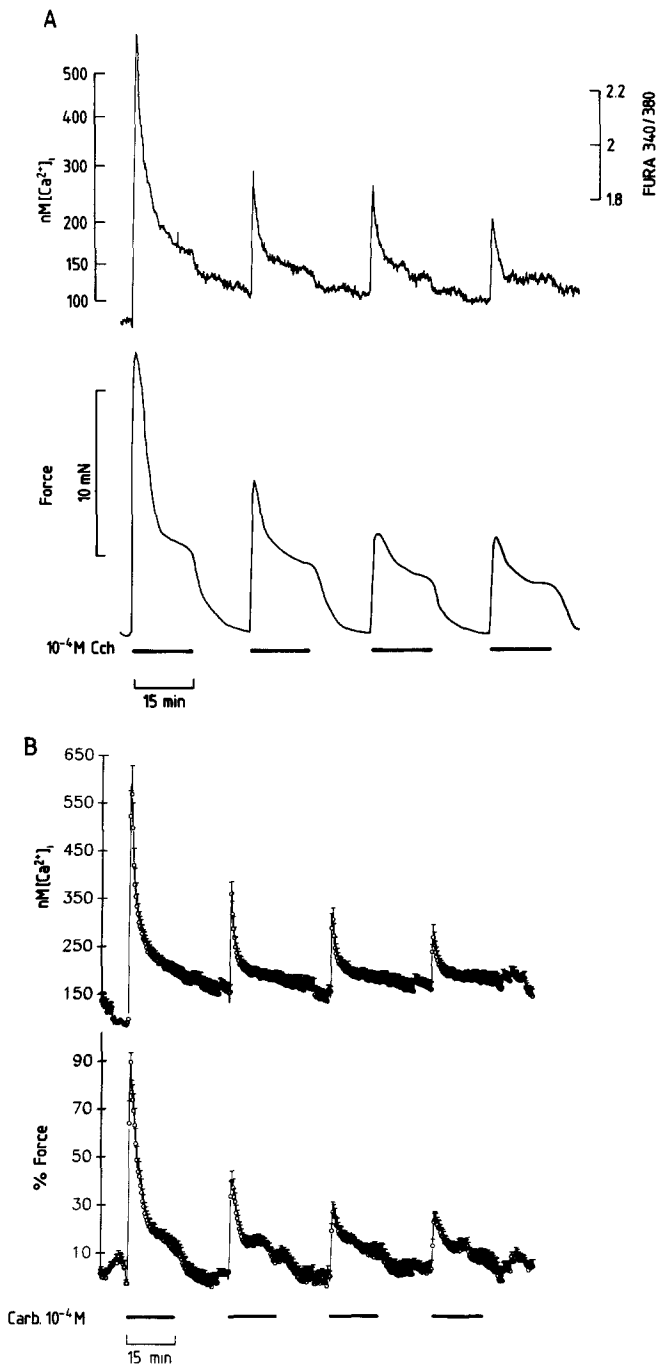 A
500
400
300
200
150
100
nM [Ca²⁺]ᵢ
2.2
2
1.8
FURA 340/380
Force
10 mN
10⁻⁴M Cch
15 min
B
650
550
450
350
250
150
nM [Ca²⁺]ᵢ
90
70
50
30
10
% Force
Carb. 10⁻⁴M
15 min